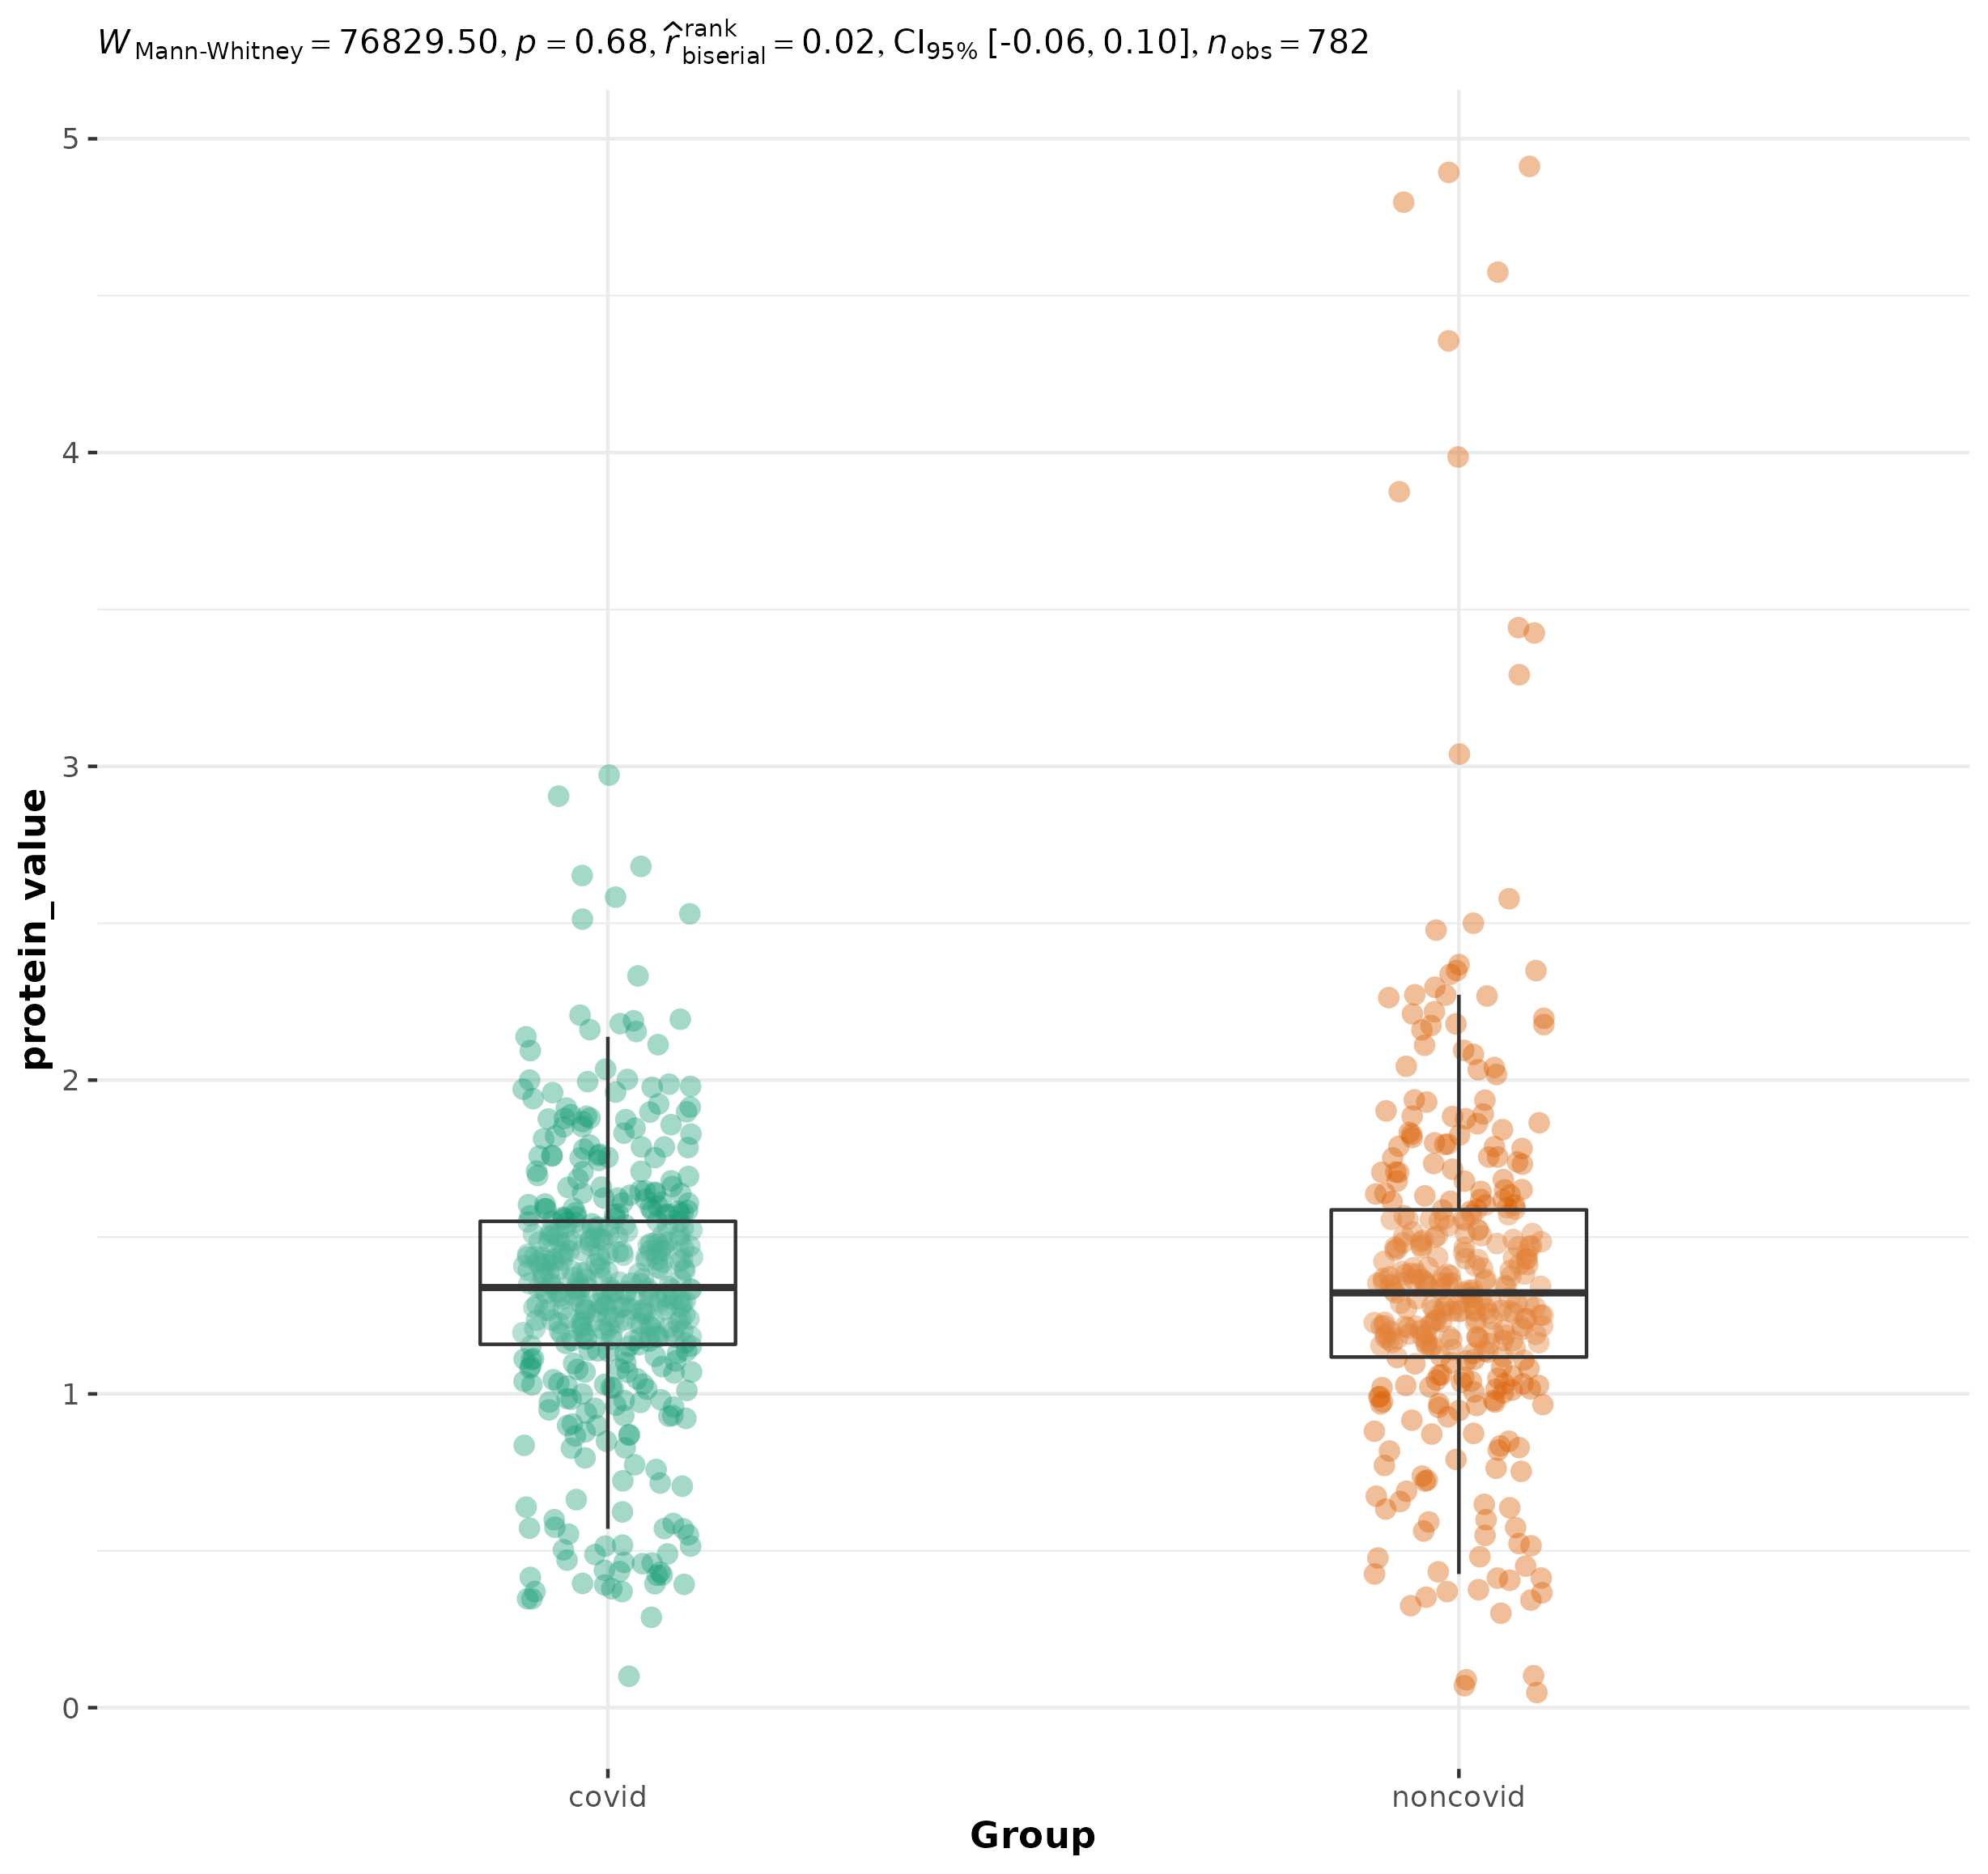 W Mann-Whitney = 76829.50, p = 0.68, r̂ rank biserial = 0.02, CI95% [-0.06, 0.10], n obs = 782
5
4
3
2
1
0
protein_value
covid noncovid
Group